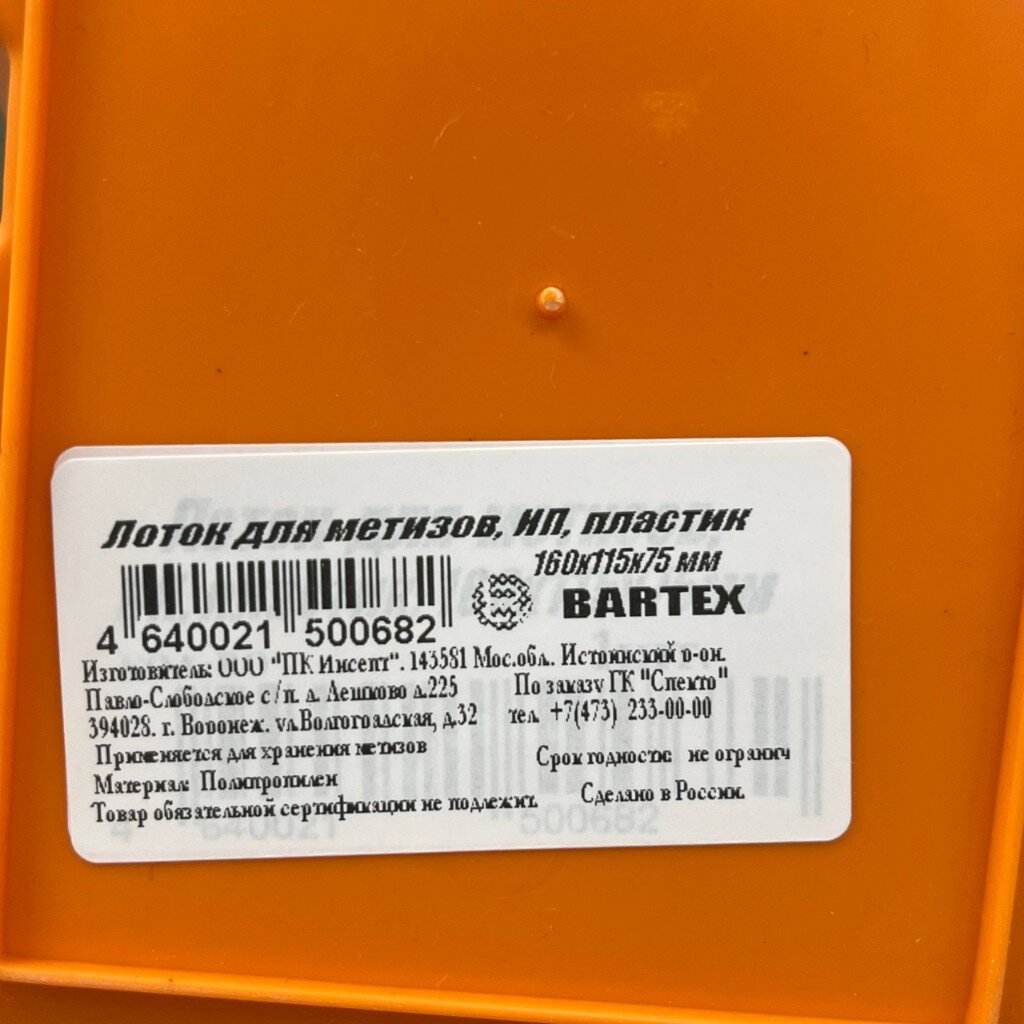 Лоток для метизов, ИП, пластик
160х115х75 мм
BARTEX
4 640021 500682
Изготовитель: ООО "ПК Инсепт". 143581 Мос.обл. Истринский р-он.
Павло-Слободское с/п. д. Лешково д.225 По заказу ГК "Спектр"
394028. г. Воронеж. ул.Волгоградская, д.32 тел. +7(473) 233-00-00
Применяется для хранения метизов Срок годности: не огранич
Материал: Полипропилен
Товар обязательной сертификации не подлежит. Сделано в России.